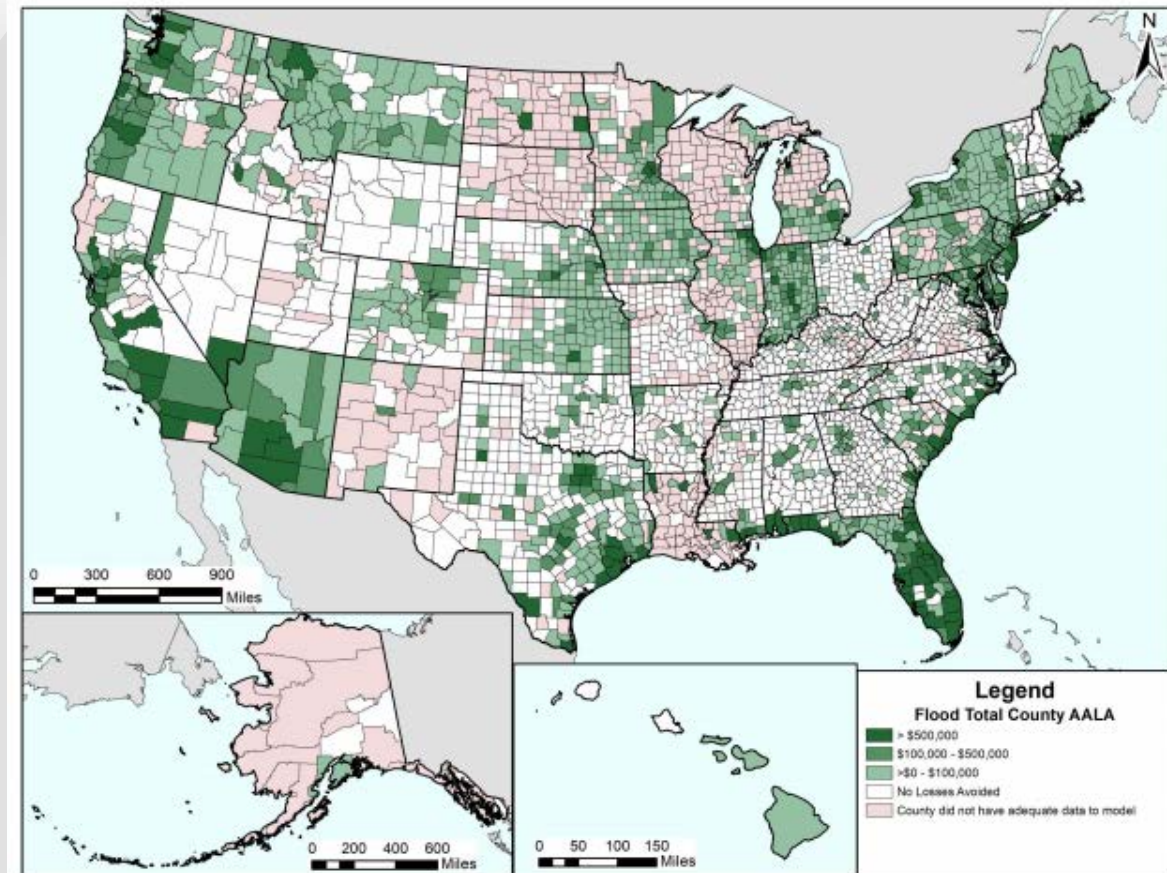 N
0 300 600 900
Miles
0 200 400 600
Miles
0 50 100 150
Miles
Legend
Flood Total County AALA
> $500,000
$100,000 - $500,000
>$0 - $100,000
No Losses Avoided
County did not have adequate data to model